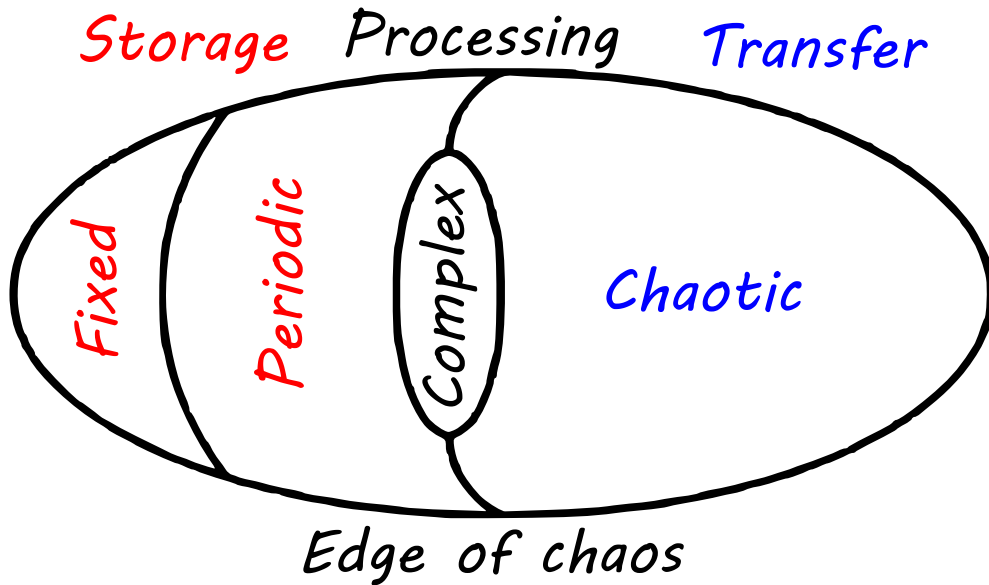 Storage Processing Transfer
Fixed
Periodic
Complex
Chaotic
Edge of chaos